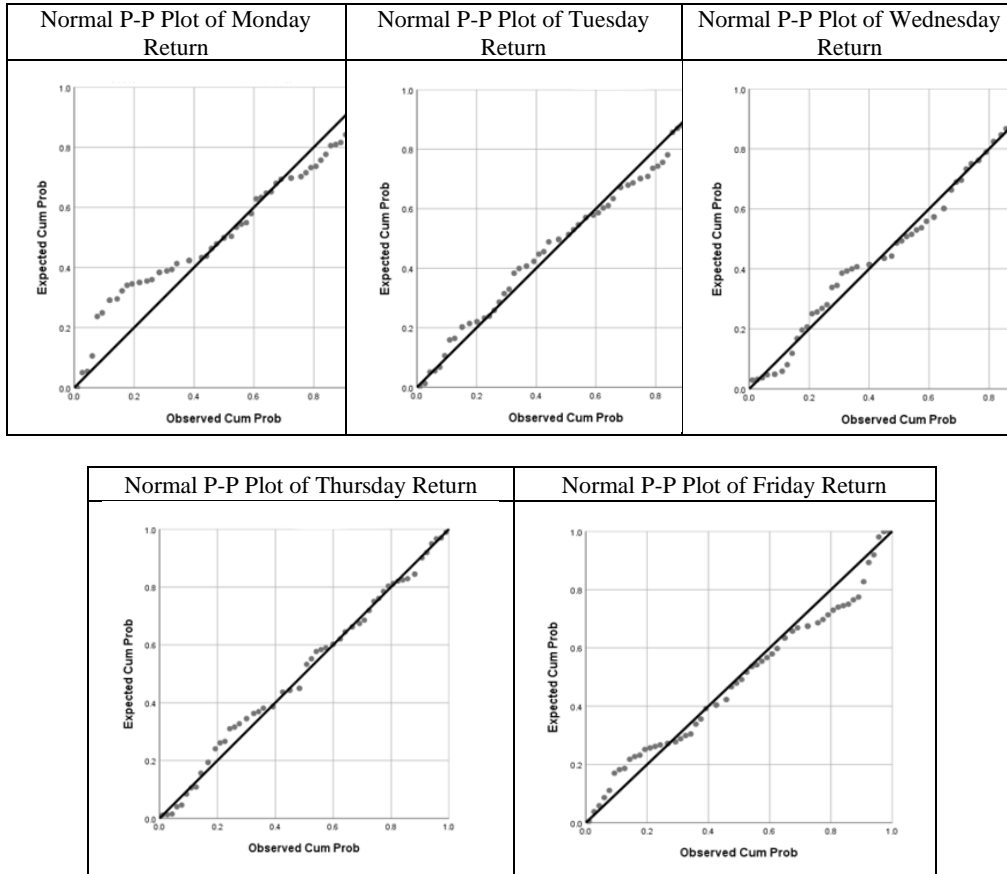 Normal P-P Plot of Monday
Return
Normal P-P Plot of Tuesday
Return
Normal P-P Plot of Wednesday
Return
1.0
0.8
0.6
0.4
0.2
0.0
0.0 0.2 0.4 0.6 0.8
Expected Cum Prob
Observed Cum Prob
1.0
0.8
0.6
0.4
0.2
0.0
0.0 0.2 0.4 0.6 0.8
Expected Cum Prob
Observed Cum Prob
1.0
0.8
0.6
0.4
0.2
0.0
0.0 0.2 0.4 0.6 0.8
Expected Cum Prob
Observed Cum Prob
Normal P-P Plot of Thursday Return
Normal P-P Plot of Friday Return
1.0
0.8
0.6
0.4
0.2
0.0
0.0 0.2 0.4 0.6 0.8 1.0
Expected Cum Prob
Observed Cum Prob
1.0
0.8
0.6
0.4
0.2
0.0
0.0 0.2 0.4 0.6 0.8 1.0
Expected Cum Prob
Observed Cum Prob